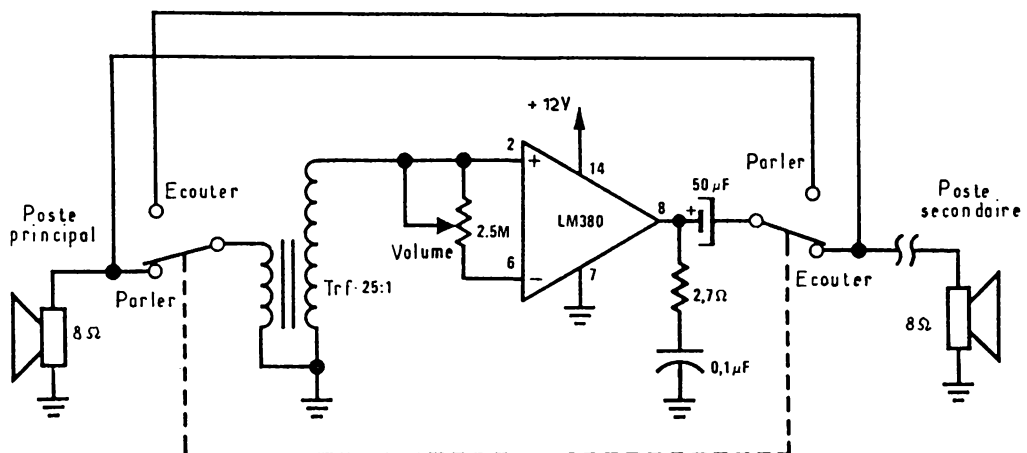 + 12V
Ecouter
Parler
Poste
principal
Poste
secondaire
2
+
14
50 µF
+
8
LM380
2.5M
Volume
6
−
7
Parler
Trf. 25:1
2,7Ω
Ecouter
8Ω
8Ω
0,1µF